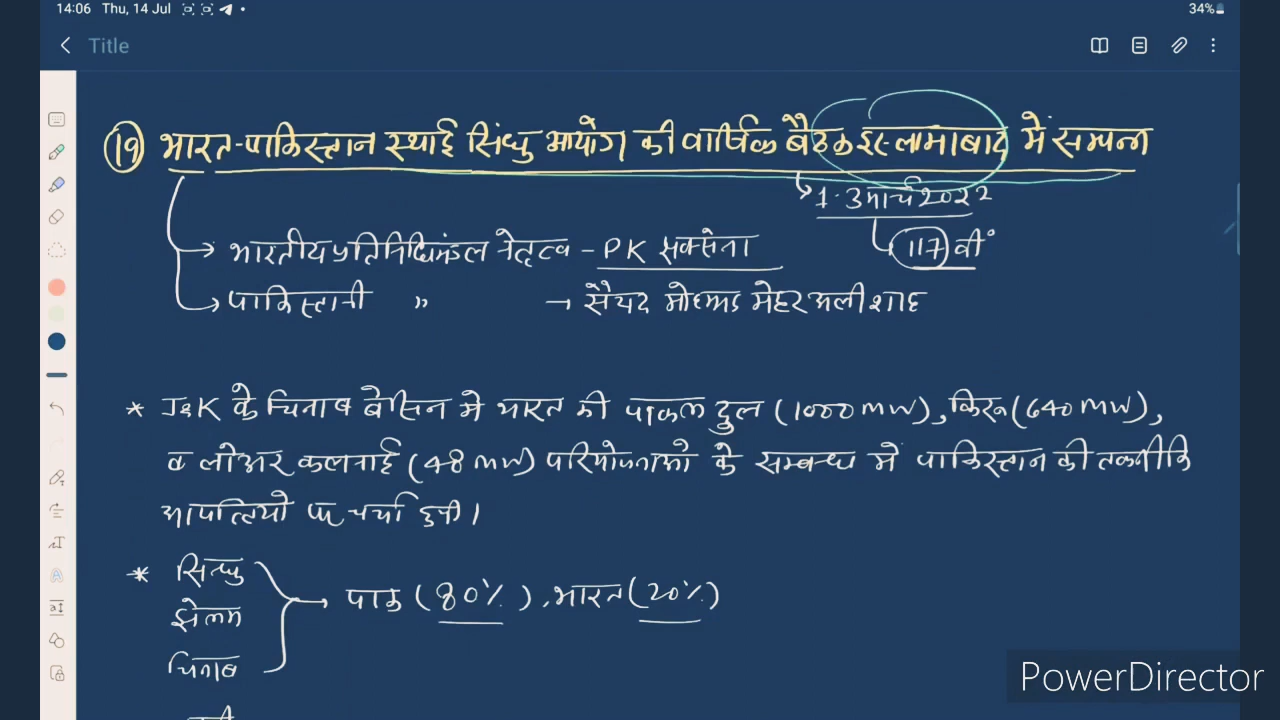 14:06 Thu, 14 Jul
34%
Title
(19) भारत-पाकिस्तान स्थाई सिंधु आयोग की वार्षिक बैठक इस्लामाबाद में सम्पन्न
1-3 मार्च 2022
भारतीय प्रतिनिधिमंडल नेतृत्व - PK सक्सेना
117 वीं
पाकिस्तानी " → सैयद मोहम्मद मेहर अली शाह
* J&K के चिनाब बेसिन में भारत की पाकल दुल (1000 MW), किरू (640 MW),
व लोअर कलनाई (48 MW) परियोजनाओं के सम्बन्ध में पाकिस्तान की तकनीकि
आपत्तियों पर चर्चा हुयी।
* सिन्धु
झेलम
चिनाब
पाक (80%), भारत (20%)
PowerDirector